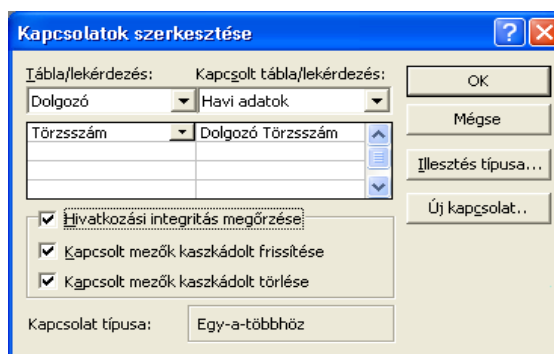 Kapcsolatok szerkesztése
Tábla/lekérdezés: Kapcsolt tábla/lekérdezés:
Dolgozó Havi adatok
Törzsszám Dolgozó Törzsszám
Hivatkozási integritás megőrzése
Kapcsolt mezők kaszkádolt frissítése
Kapcsolt mezők kaszkádolt törlése
Kapcsolat típusa: Egy-a-többhöz
OK
Mégse
Illesztés típusa...
Új kapcsolat..